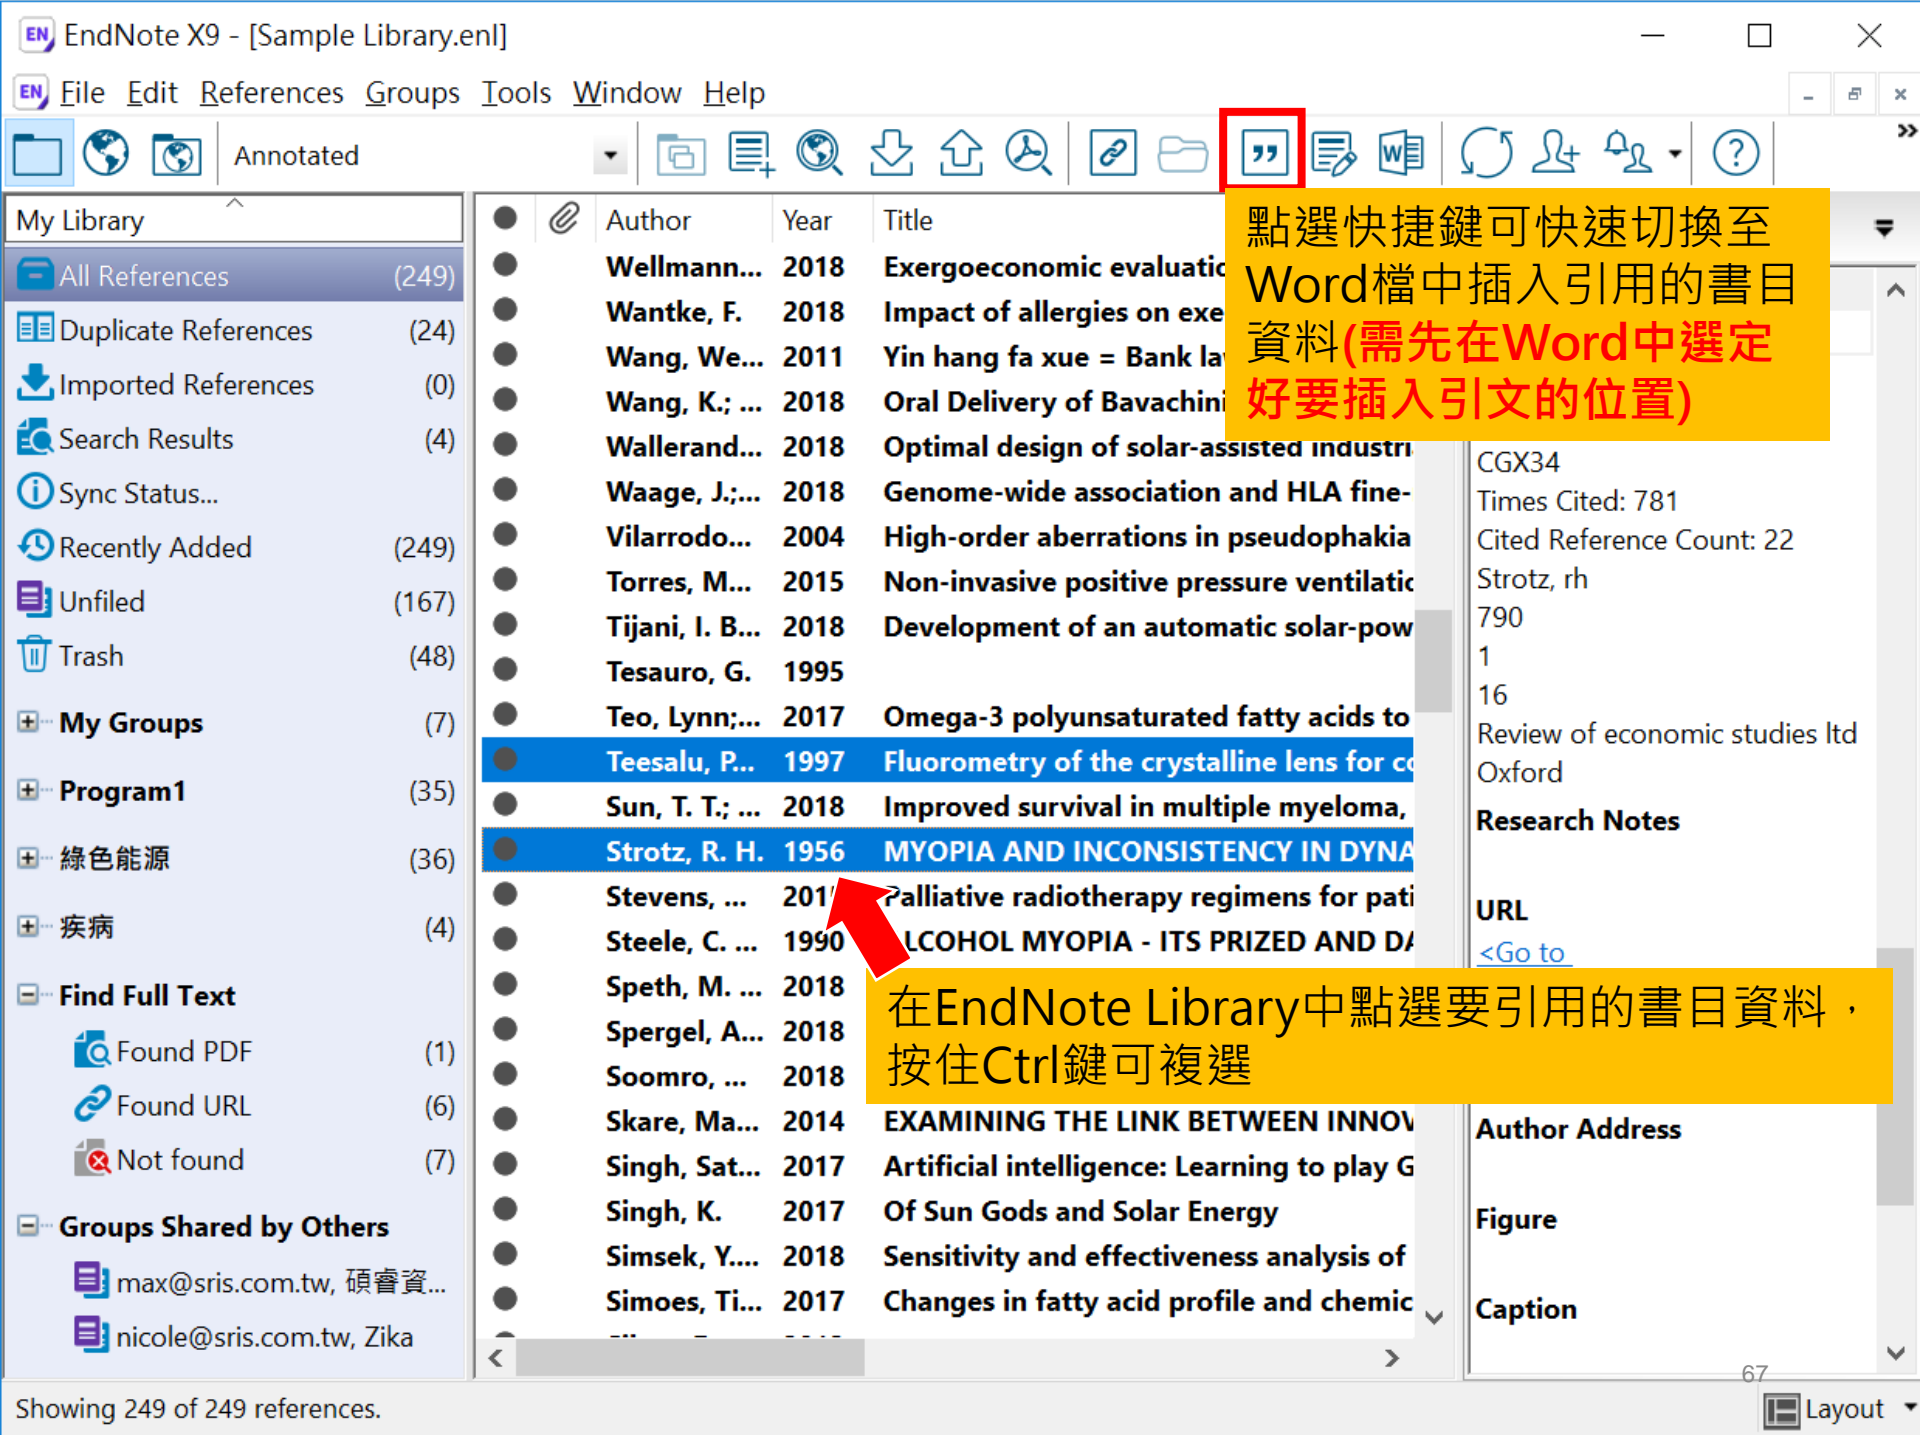 EndNote X9 - [Sample Library.enl]
File Edit References Groups Tools Window Help
Annotated
點選快捷鍵可快速切換至
Word檔中插入引用的書目
資料(需先在Word中選定
好要插入引文的位置)
My Library
All References (249)
Duplicate References (24)
Imported References (0)
Search Results (4)
Sync Status...
Recently Added (249)
Unfiled (167)
Trash (48)
My Groups (7)
Program1 (35)
綠色能源 (36)
疾病 (4)
Find Full Text
Found PDF (1)
Found URL (6)
Not found (7)
Groups Shared by Others
max@sris.com.tw, 碩睿資...
nicole@sris.com.tw, Zika
Author Year Title
Wellmann... 2018 Exergoeconomic
Wantke, F. 2018 Impact of allergies on exe
Wang, We... 2011 Yin hang fa xue = Bank la
Wang, K.; ... 2018 Oral Delivery of Bavachini
Wallerand... 2018 Optimal design of solar-assisted industri
Waage, J.;... 2018 Genome-wide association and HLA fine-
Vilarrodo... 2004 High-order aberrations in pseudophakia
Torres, M... 2015 Non-invasive positive pressure
Tijani, I. B... 2018 Development of an automatic solar-pow
Tesauro, G. 1995
Teo, Lynn;... 2017 Omega-3 polyunsaturated fatty acids to
Teesalu, P... 1997 Fluorometry of the crystalline lens for
Sun, T. T.; ... 2018 Improved survival in multiple myeloma,
Strotz, R. H. 1956 MYOPIA AND INCONSISTENCY IN DYNA
Stevens, ... Palliative radiotherapy regimens for pati
Steele, C. ... 1990 LCOHOL MYOPIA - ITS PRIZED AND
Speth, M. ... 2018
Spergel, A... 2018
Soomro, ... 2018
Skare, Ma... 2014 EXAMINING THE LINK BETWEEN INNOV
Singh, Sat... 2017 Artificial intelligence: Learning to play G
Singh, K. 2017 Of Sun Gods and Solar Energy
Simsek, Y.... 2018 Sensitivity and effectiveness analysis of
Simoes, Ti... 2017 Changes in fatty acid profile and chemic
在EndNote Library中點選要引用的書目資料，
按住Ctrl鍵可複選
CGX34
Times Cited: 781
Cited Reference Count: 22
Strotz, rh
790
1
16
Review of economic studies ltd
Oxford
Research Notes
URL
<Go to
Author Address
Figure
Caption
67
Showing 249 of 249 references.
Layout